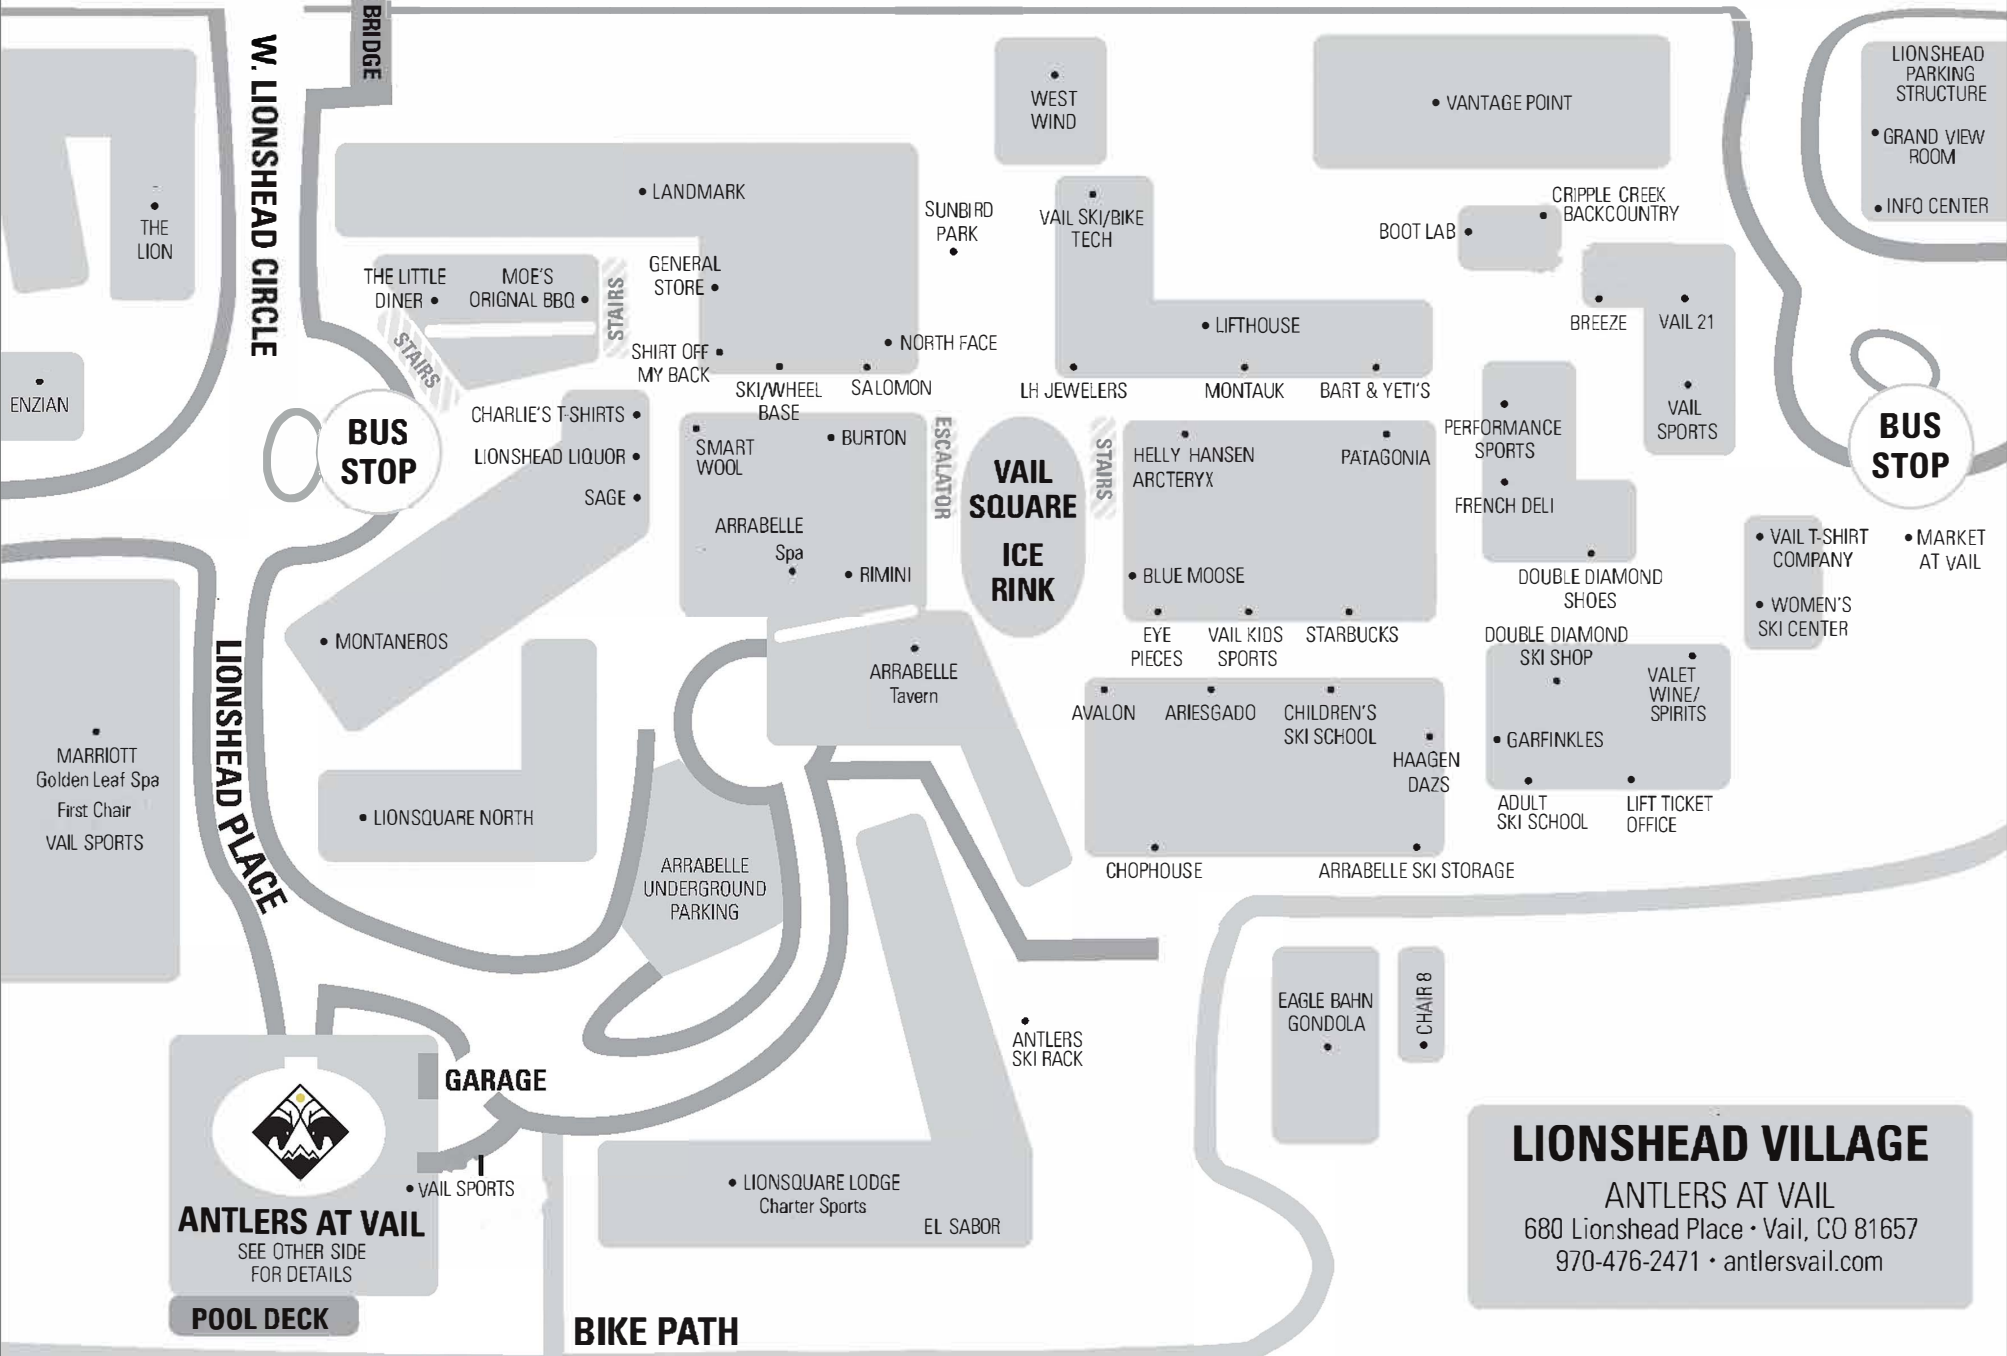 BRIDGE
W. LIONSHEAD CIRCLE
THE
LION
ENZIAN
LANDMARK
SUNBIRD
PARK
WEST
WIND
VANTAGE POINT
LIONSHEAD
PARKING
STRUCTURE
GRAND VIEW
ROOM
INFO CENTER
VAIL SKI/BIKE
TECH
CRIPPLE CREEK
BACKCOUNTRY
BOOT LAB
THE LITTLE
DINER
MOE'S
ORIGNAL BBQ
STAIRS
STAIRS
GENERAL
STORE
SHIRT OFF
MY BACK
NORTH FACE
SKI/WHEEL
BASE
SALOMON
LIFTHOUSE
LH JEWELERS
MONTAUK
BART & YETI'S
BREEZE
VAIL 21
VAIL
SPORTS
BUS
STOP
CHARLIE'S T-SHIRTS
LIONSHEAD LIQUOR
SAGE
SMART
WOOL
BURTON
ARRABELLE
Spa
RIMINI
ESCALATOR
VAIL
SQUARE
ICE
RINK
STAIRS
HELLY HANSEN
ARCTERYX
PATAGONIA
BLUE MOOSE
EYE
PIECES
VAIL KIDS
SPORTS
STARBUCKS
PERFORMANCE
SPORTS
FRENCH DELI
DOUBLE DIAMOND
SHOES
BUS
STOP
VAIL T-SHIRT
COMPANY
MARKET
AT VAIL
WOMEN'S
SKI CENTER
DOUBLE DIAMOND
SKI SHOP
VALET
WINE/
SPIRITS
GARFINKLES
ADULT
SKI SCHOOL
LIFT TICKET
OFFICE
MONTANEROS
LIONSHEAD PLACE
ARRABELLE
Tavern
AVALON
ARIESGADO
CHILDREN'S
SKI SCHOOL
HAAGEN
DAZS
CHOPHOUSE
ARRABELLE SKI STORAGE
MARRIOTT
Golden Leaf Spa
First Chair
VAIL SPORTS
LIONSQUARE NORTH
ARRABELLE
UNDERGROUND
PARKING
ANTLERS
SKI RACK
EAGLE BAHN
GONDOLA
CHAIR 8
GARAGE
VAIL SPORTS
ANTLERS AT VAIL
SEE OTHER SIDE
FOR DETAILS
POOL DECK
LIONSQUARE LODGE
Charter Sports
EL SABOR
BIKE PATH
LIONSHEAD VILLAGE
ANTLERS AT VAIL
680 Lionshead Place • Vail, CO 81657
970-476-2471 • antlersvail.com